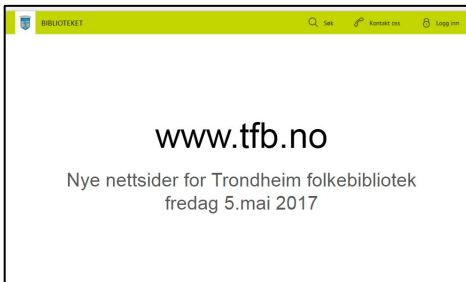 BIBLIOTEKET Søk Kontakt oss Logg inn
www.tfb.no
Nye nettsider for Trondheim folkebibliotek
fredag 5.mai 2017